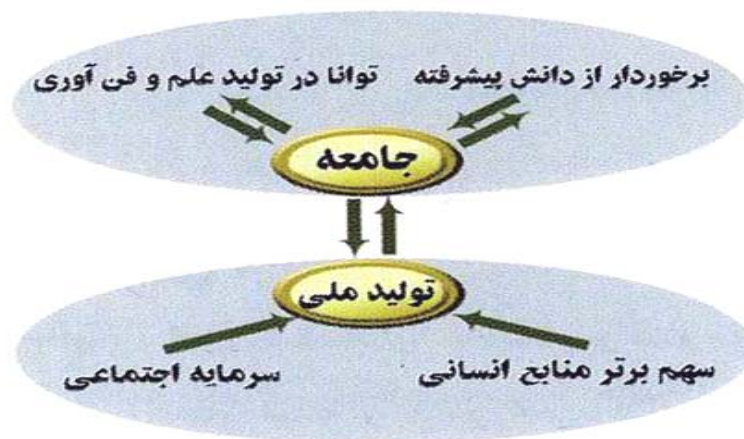 برخوردار از دانش پیشرفته
توانا در تولید علم و فن آوری
جامعه
تولید ملی
سهم برتر منابع انسانی
سرمایه اجتماعی